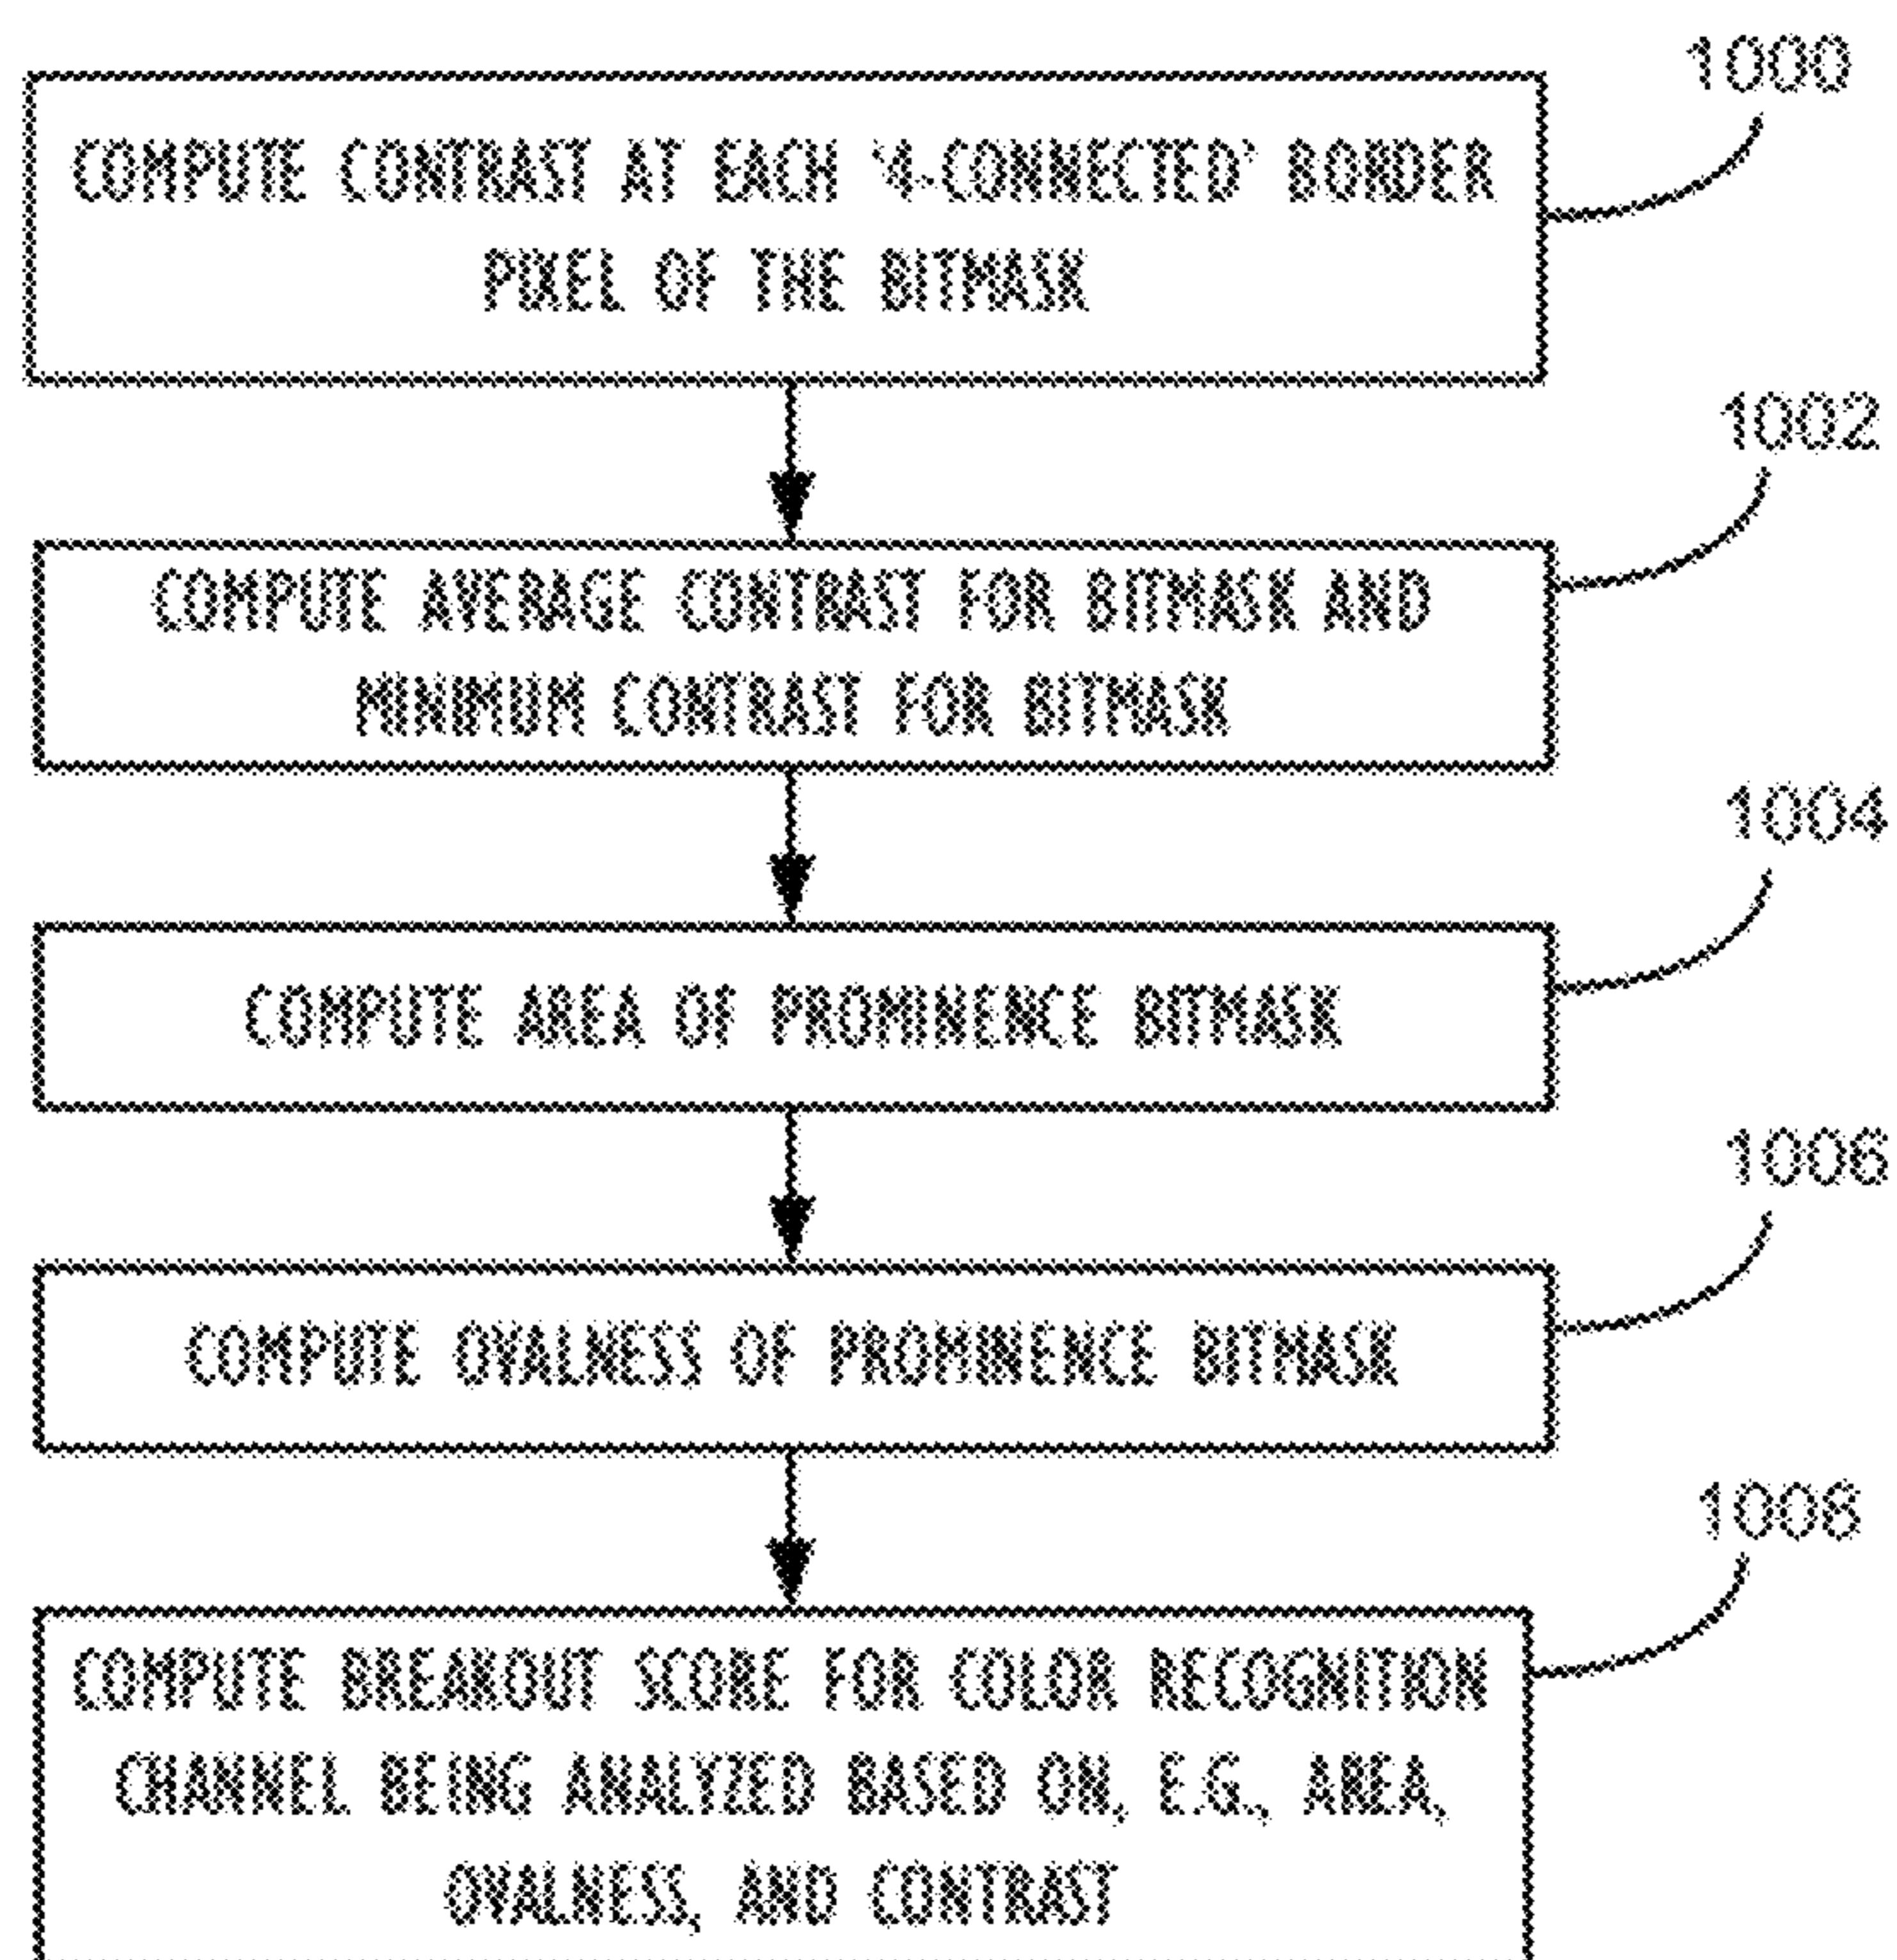 1000
COMPUTE CONTRAST AT EACH '4-CONNECTED' BORDER
PIXEL OF THE BITMASK
1002
COMPUTE AVERAGE CONTRAST FOR BITMASK AND
MINIMUM CONTRAST FOR BITMASK
1004
COMPUTE AREA OF PROMINENCE BITMASK
1006
COMPUTE OVALNESS OF PROMINENCE BITMASK
1008
COMPUTE BREAKOUT SCORE FOR COLOR RECOGNITION
CHANNEL BEING ANALYZED BASED ON, E.G., AREA,
OVALNESS, AND CONTRAST